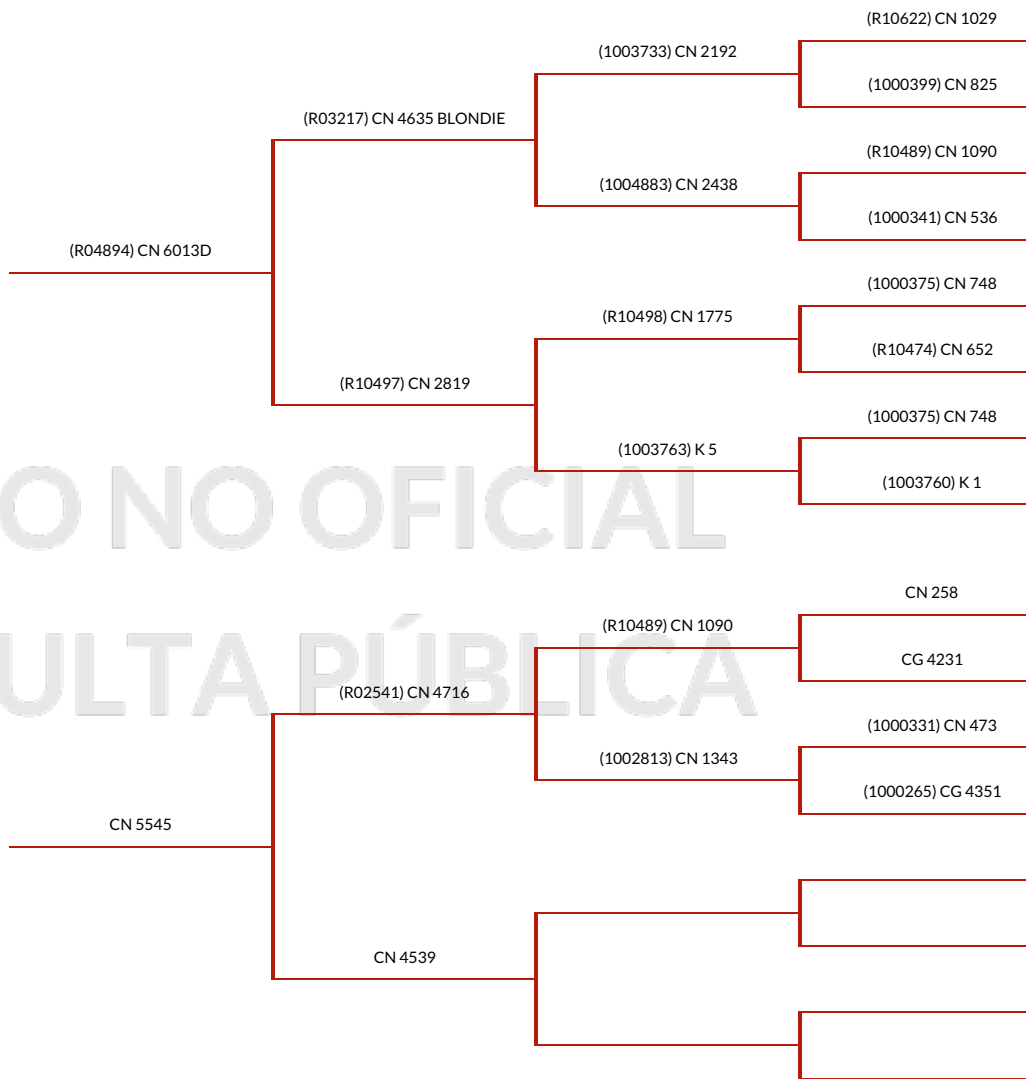 (R10622) CN 1029
(1003733) CN 2192
(1000399) CN 825
(R03217) CN 4635 BLONDIE
(R10489) CN 1090
(1004883) CN 2438
(1000341) CN 536
(R04894) CN 6013D
(1000375) CN 748
(R10498) CN 1775
(R10474) CN 652
(R10497) CN 2819
(1000375) CN 748
(1003763) K 5
(1003760) K 1
O NO OFICIAL
CN 258
(R10489) CN 1090
CG 4231
ULTA PÚBLICA
(R02541) CN 4716
(1000331) CN 473
(1002813) CN 1343
(1000265) CG 4351
CN 5545
CN 4539